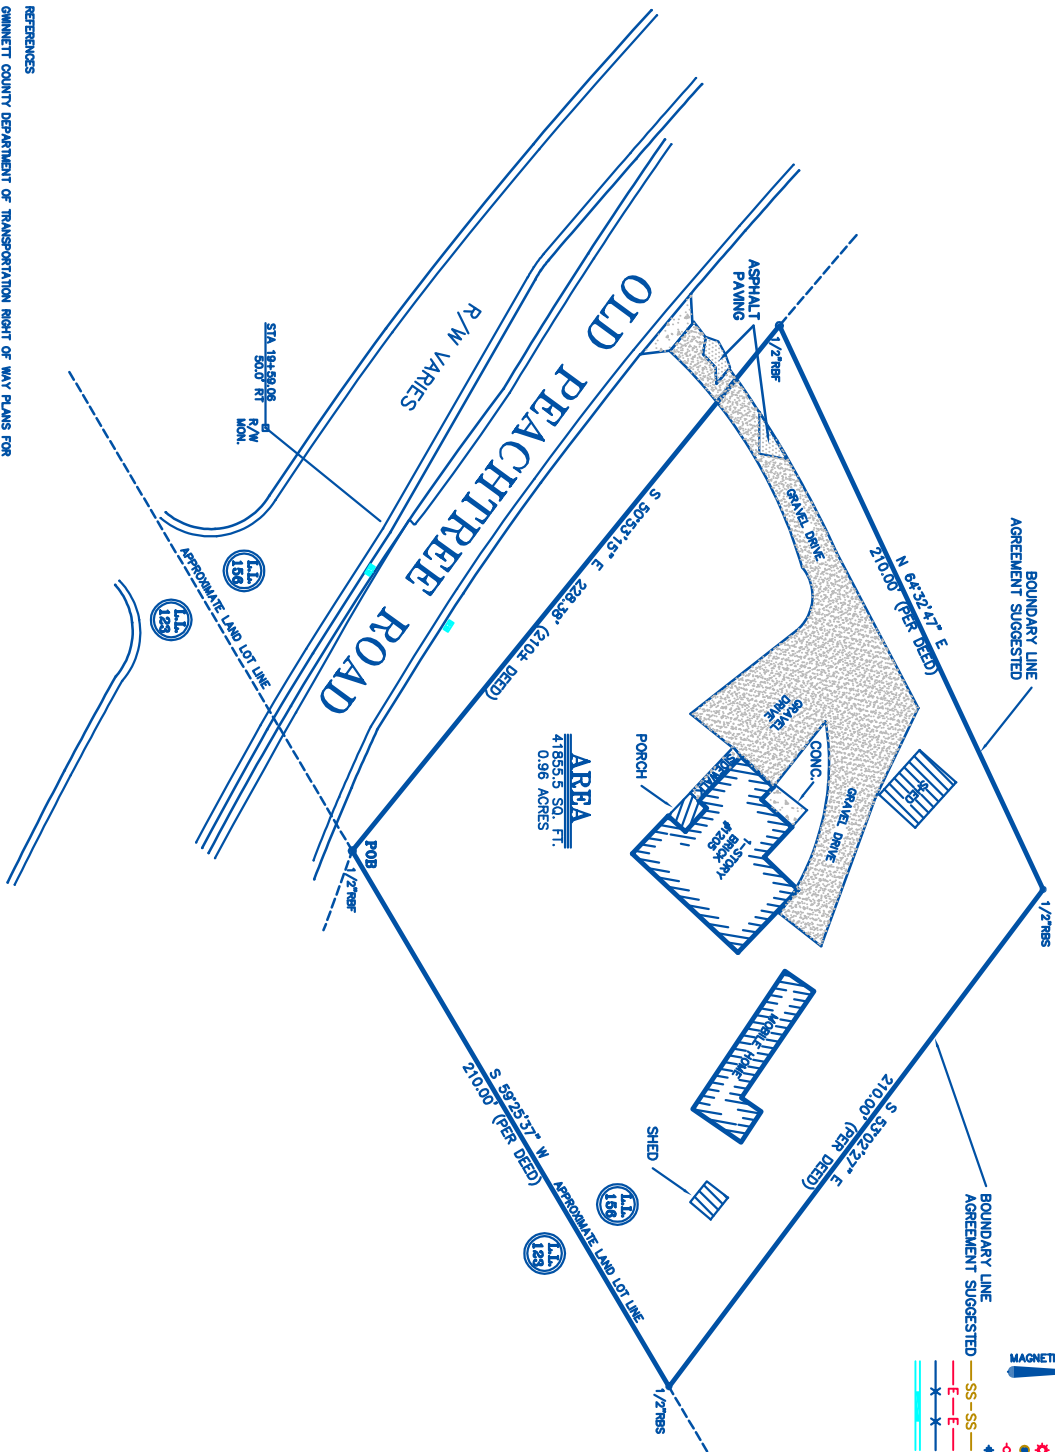 REFERENCES
GWINNETT COUNTY DEPARTMENT OF TRANSPORTATION RIGHT OF WAY PLANS FOR
OLD PEACHTREE ROAD
R/W VARIES
STA 19+59.06
50.0' RT
R/W
MON.
ASPHALT
PAVING
1/2"RBF
GRAVEL DRIVE
N 64°32'47" E
210.00' (PER DEED)
BOUNDARY LINE
AGREEMENT SUGGESTED
S 50°53'15" E 228.38' (210± DEED)
GRAVEL
DRIVE
CONC.
GRAVEL DRIVE
SHED
PORCH
SIDEWALK
1-STORY
BRICK
#1205
AREA
41855.5 SQ. FT.
0.96 ACRES
L.L.
156
L.L.
123
APPROXIMATE LAND LOT LINE
POB
1/2"RBF
1/2"RBS
MOBILE HOME
SHED
S 53°02'27" E
210.00' (PER DEED)
S 59°25'37" W
210.00' (PER DEED)
APPROXIMATE LAND LOT LINE
L.L.
156
L.L.
123
BOUNDARY LINE
AGREEMENT SUGGESTED
1/2"RBS
SS-SS
E E
X X